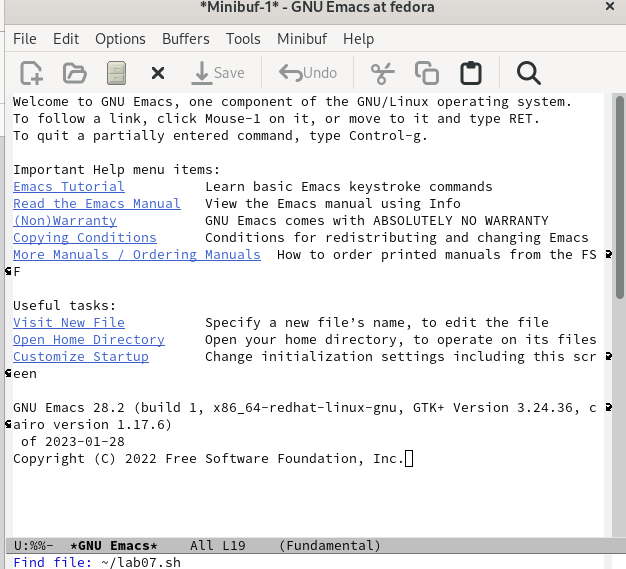 *Minibuf-1* - GNU Emacs at fedora
File Edit Options Buffers Tools Minibuf Help
Save Undo
Welcome to GNU Emacs, one component of the GNU/Linux operating system.
To follow a link, click Mouse-1 on it, or move to it and type RET.
To quit a partially entered command, type Control-g.
Important Help menu items:
Emacs Tutorial Learn basic Emacs keystroke commands
Read the Emacs Manual View the Emacs manual using Info
(Non)Warranty GNU Emacs comes with ABSOLUTELY NO WARRANTY
Copying Conditions Conditions for redistributing and changing Emacs
More Manuals / Ordering Manuals How to order printed manuals from the FS
F
Useful tasks:
Visit New File Specify a new file’s name, to edit the file
Open Home Directory Open your home directory, to operate on its files
Customize Startup Change initialization settings including this scr
een
GNU Emacs 28.2 (build 1, x86_64-redhat-linux-gnu, GTK+ Version 3.24.36, c
airo version 1.17.6)
of 2023-01-28
Copyright (C) 2022 Free Software Foundation, Inc.
U:%%- *GNU Emacs* All L19 (Fundamental)
Find file: ~/lab07.sh